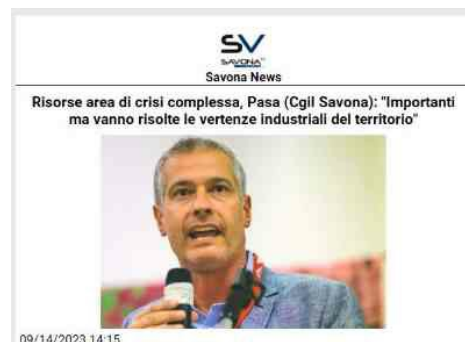 SV
SAVONA
Savona News
Risorse area di crisi complessa, Pasa (Cgil Savona): "Importanti
ma vanno risolte le vertenze industriali del territorio"
09/14/2023 14:15